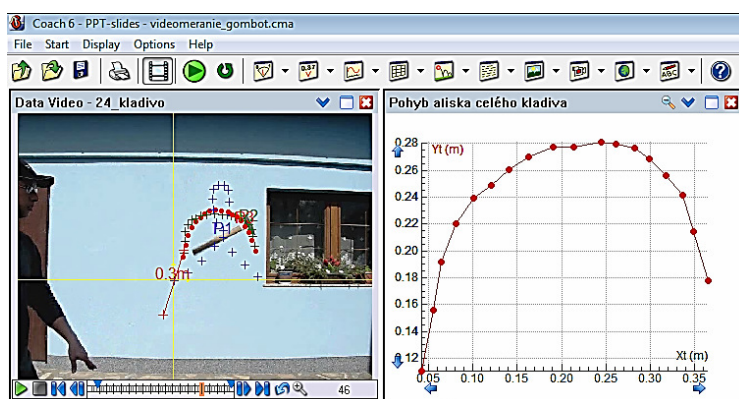 Coach 6 - PPT-slides - videomeranie_gombot.cma
File Start Display Options Help
0.37
ABC
?
Data Video - 24_kladivo
P1
P2
0.3m
46
Pohyb aliska celého kladiva
Yt (m)
0.28
0.26
0.24
0.22
0.20
0.18
0.16
0.14
0.12
0.05 0.10 0.15 0.20 0.25 0.30 0.35
Xt (m)